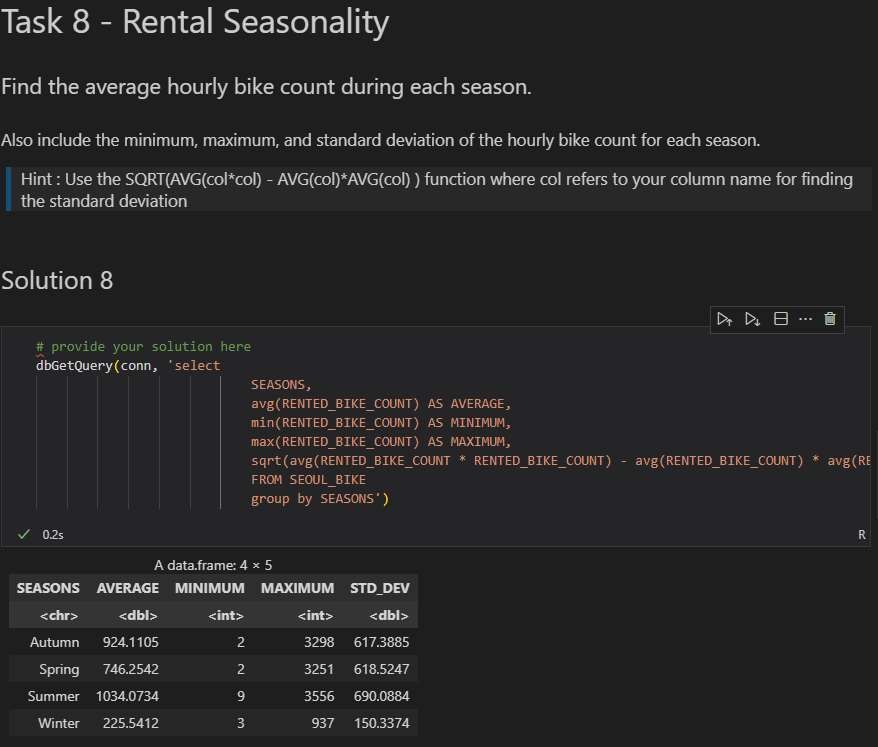 Task 8 - Rental Seasonality
Find the average hourly bike count during each season.
Also include the minimum, maximum, and standard deviation of the hourly bike count for each season.
Hint : Use the SQRT(AVG(col*col) - AVG(col)*AVG(col) ) function where col refers to your column name for finding
the standard deviation
Solution 8
# provide your solution here
dbGetQuery(conn, 'select
SEASONS,
avg(RENTED_BIKE_COUNT) AS AVERAGE,
min(RENTED_BIKE_COUNT) AS MINIMUM,
max(RENTED_BIKE_COUNT) AS MAXIMUM,
sqrt(avg(RENTED_BIKE_COUNT * RENTED_BIKE_COUNT) - avg(RENTED_BIKE_COUNT) * avg(RE
FROM SEOUL_BIKE
group by SEASONS')
0.2s R
A data.frame: 4 × 5
SEASONS AVERAGE MINIMUM MAXIMUM STD_DEV
<chr> <dbl> <int> <int> <dbl>
Autumn 924.1105 2 3298 617.3885
Spring 746.2542 2 3251 618.5247
Summer 1034.0734 9 3556 690.0884
Winter 225.5412 3 937 150.3374